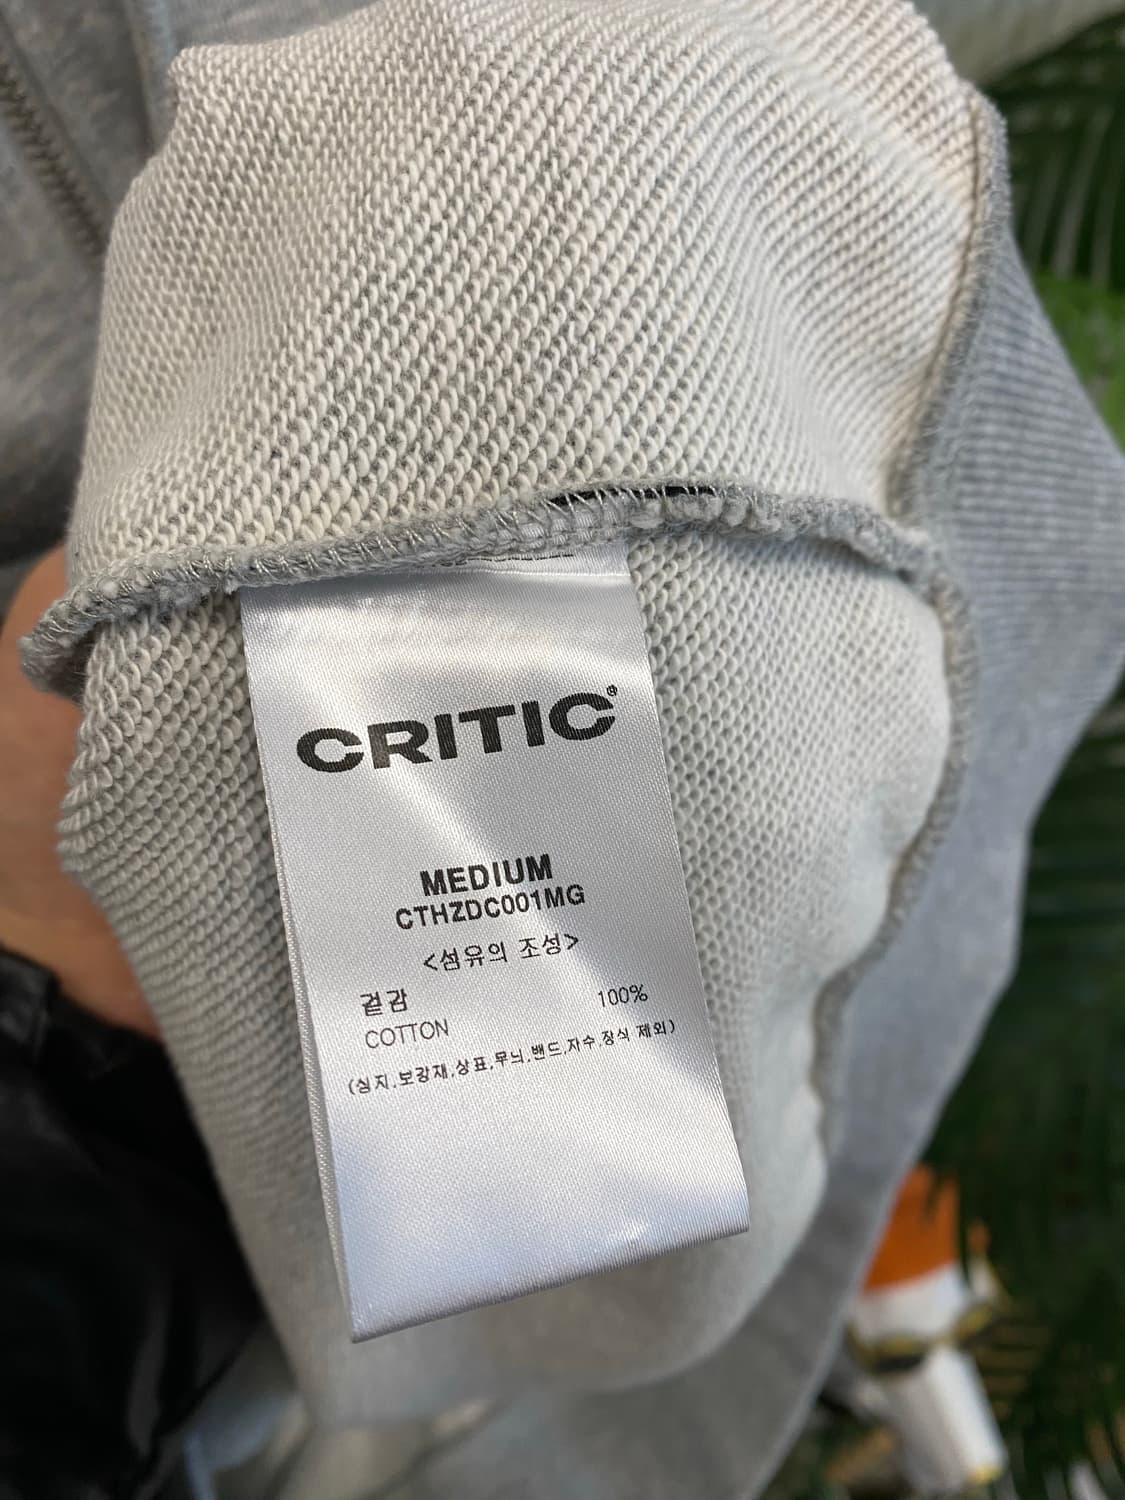 CRITIC®
MEDIUM
CTHZDC001MG
<섬유의 조성>
겉감 100%
COTTON
(심지,보강재,상표,무늬,밴드,자수,장식 제외)